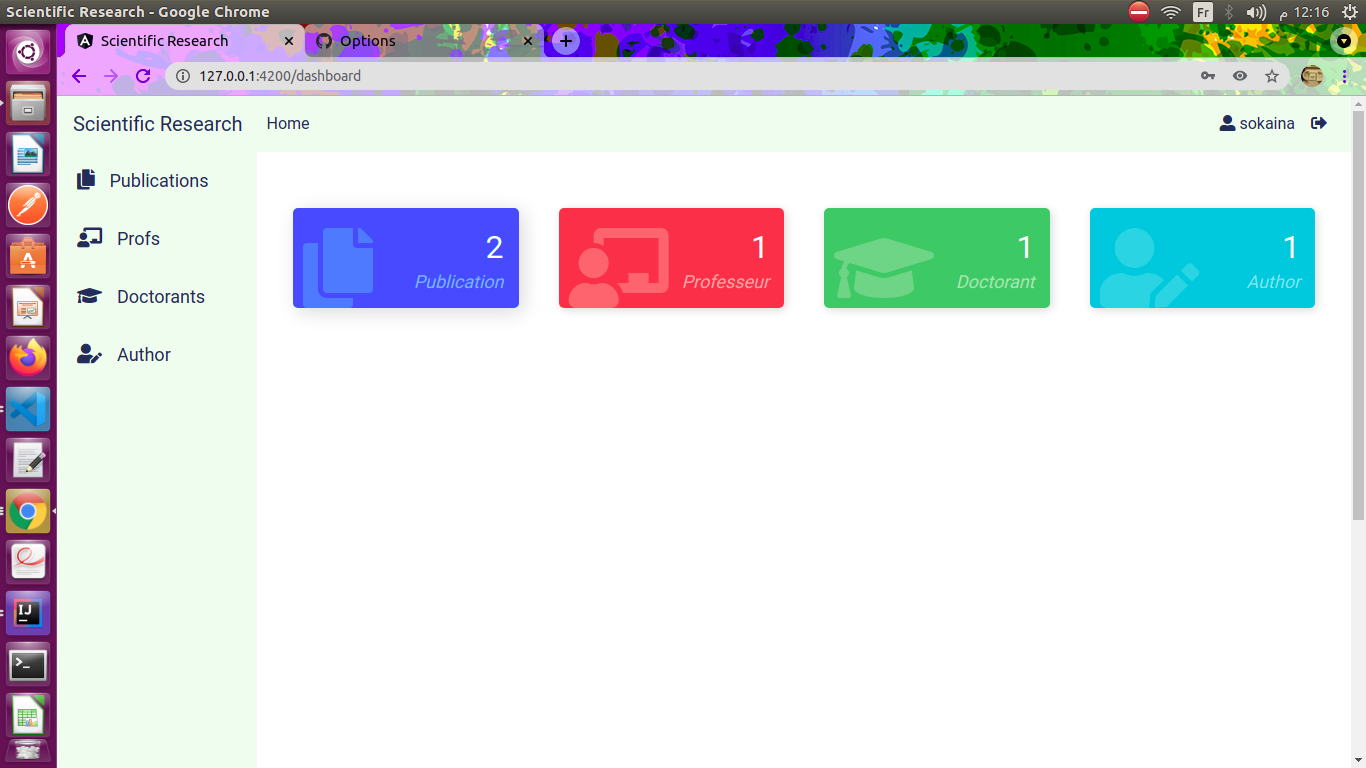 Scientific Research - Google Chrome
Fr
12:16 م
Scientific Research
Options
127.0.0.1:4200/dashboard
Scientific Research
Home
sokaina
Publications
Profs
Doctorants
Author
2
Publication
1
Professeur
1
Doctorant
1
Author
A
IJ
>_